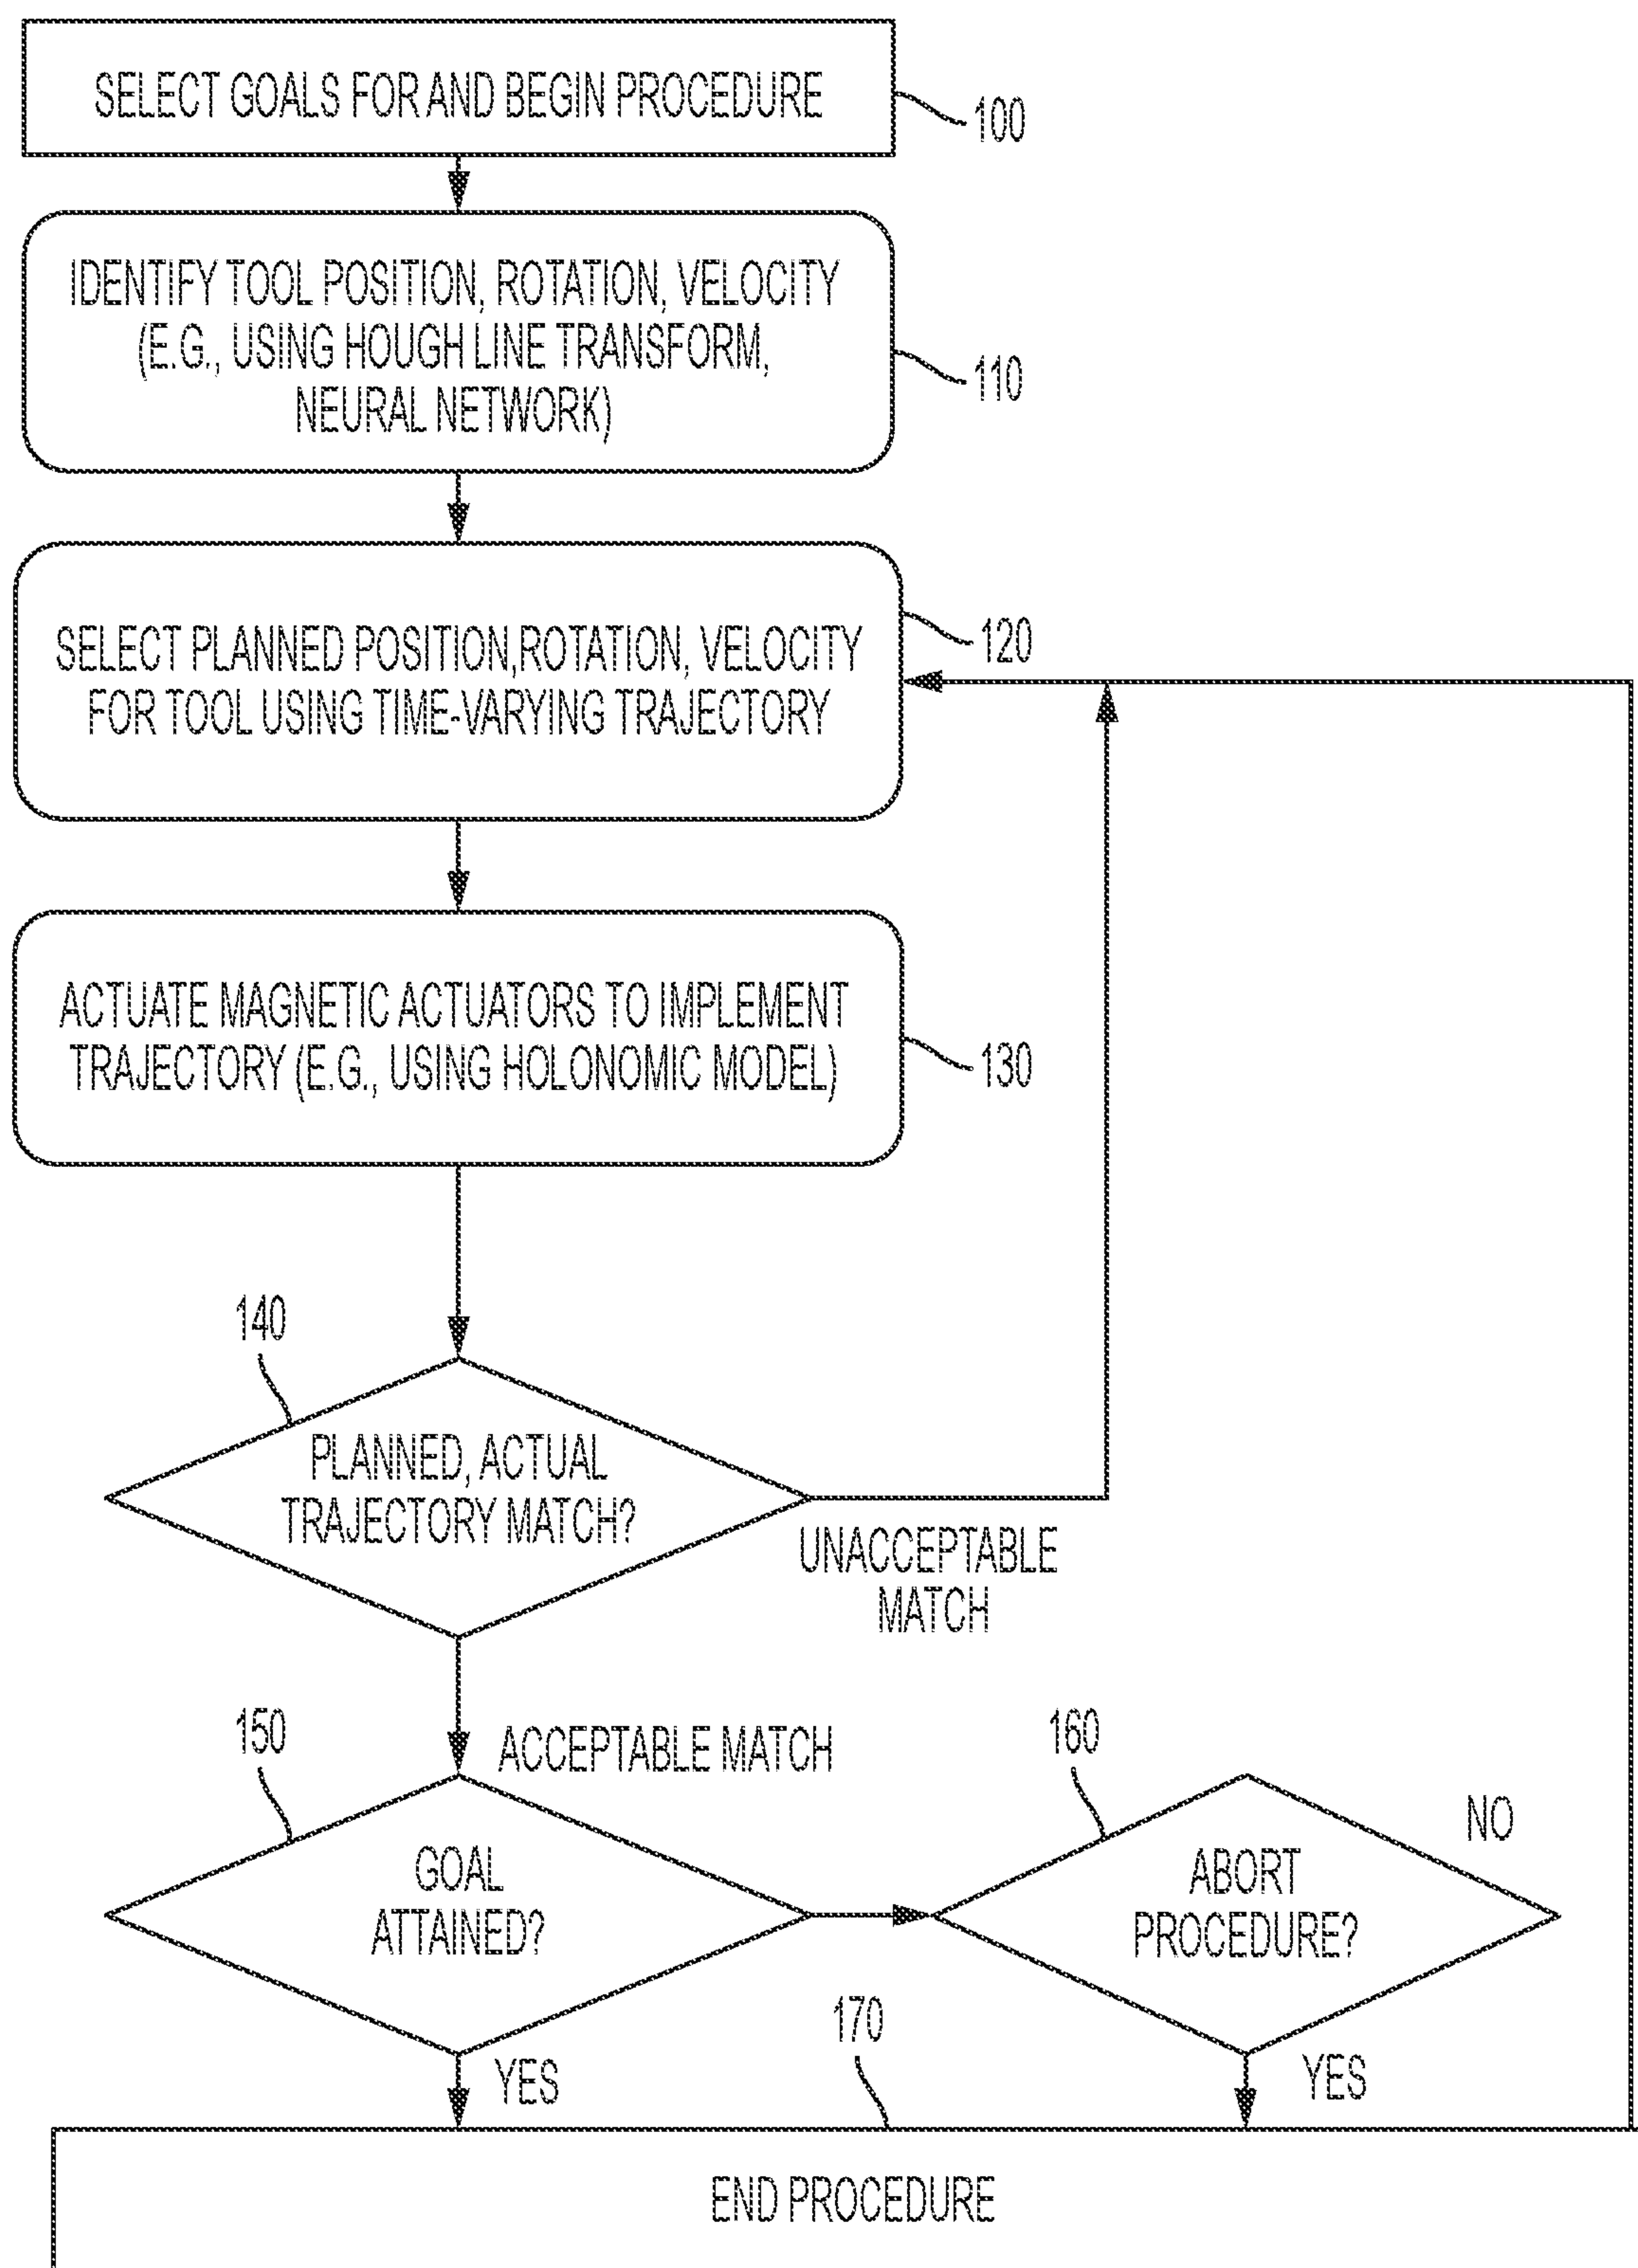 SELECT GOALS FOR AND BEGIN PROCEDURE
100
IDENTIFY TOOL POSITION, ROTATION, VELOCITY
(E.G., USING HOUGH LINE TRANSFORM,
NEURAL NETWORK)
110
SELECT PLANNED POSITION,ROTATION, VELOCITY
FOR TOOL USING TIME-VARYING TRAJECTORY
120
ACTUATE MAGNETIC ACTUATORS TO IMPLEMENT
TRAJECTORY (E.G., USING HOLONOMIC MODEL)
130
140
PLANNED, ACTUAL
TRAJECTORY MATCH?
UNACCEPTABLE
MATCH
ACCEPTABLE MATCH
150
GOAL
ATTAINED?
160
ABORT
PROCEDURE?
NO
YES
YES
170
END PROCEDURE